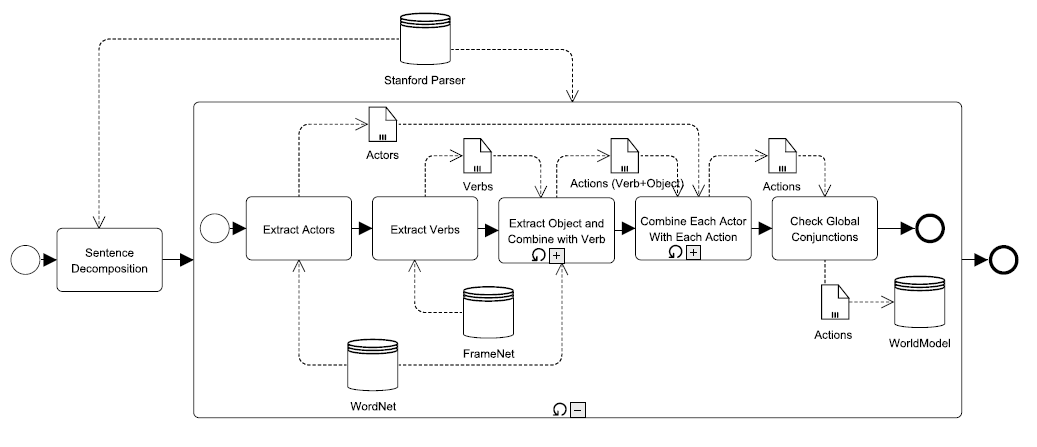 Stanford Parser
Actors
Verbs
Actions (Verb+Object)
Actions
Sentence
Decomposition
Extract Actors
Extract Verbs
Extract Object and
Combine with Verb
Combine Each Actor
With Each Action
Check Global
Conjunctions
FrameNet
WordNet
Actions
WorldModel